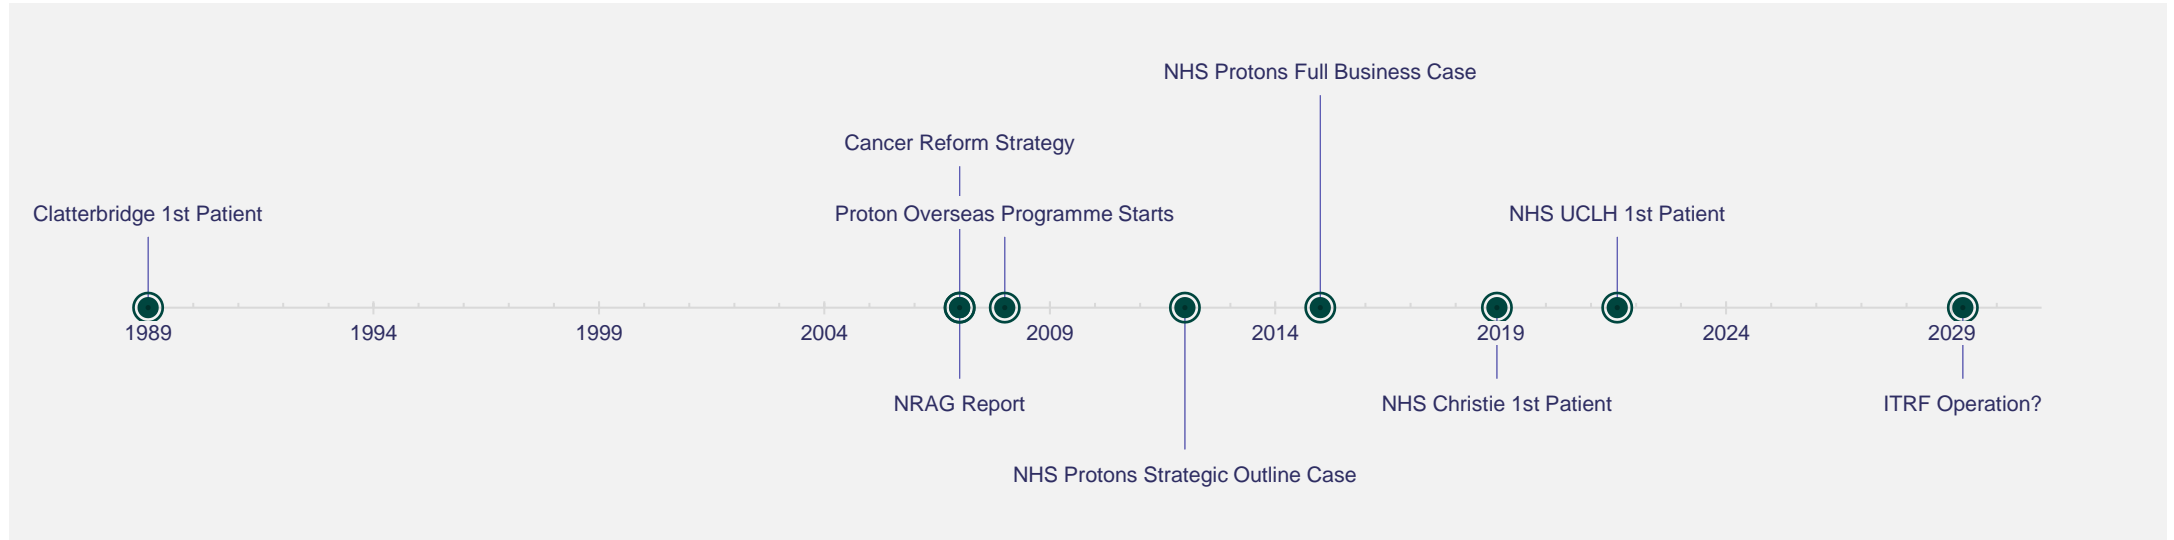 NHS Protons Full Business Case
Cancer Reform Strategy
Clatterbridge 1st Patient
Proton Overseas Programme Starts
NHS UCLH 1st Patient
1989
1994
1999
2004
2009
2014
2019
2024
2029
NRAG Report
NHS Christie 1st Patient
ITRF Operation?
NHS Protons Strategic Outline Case